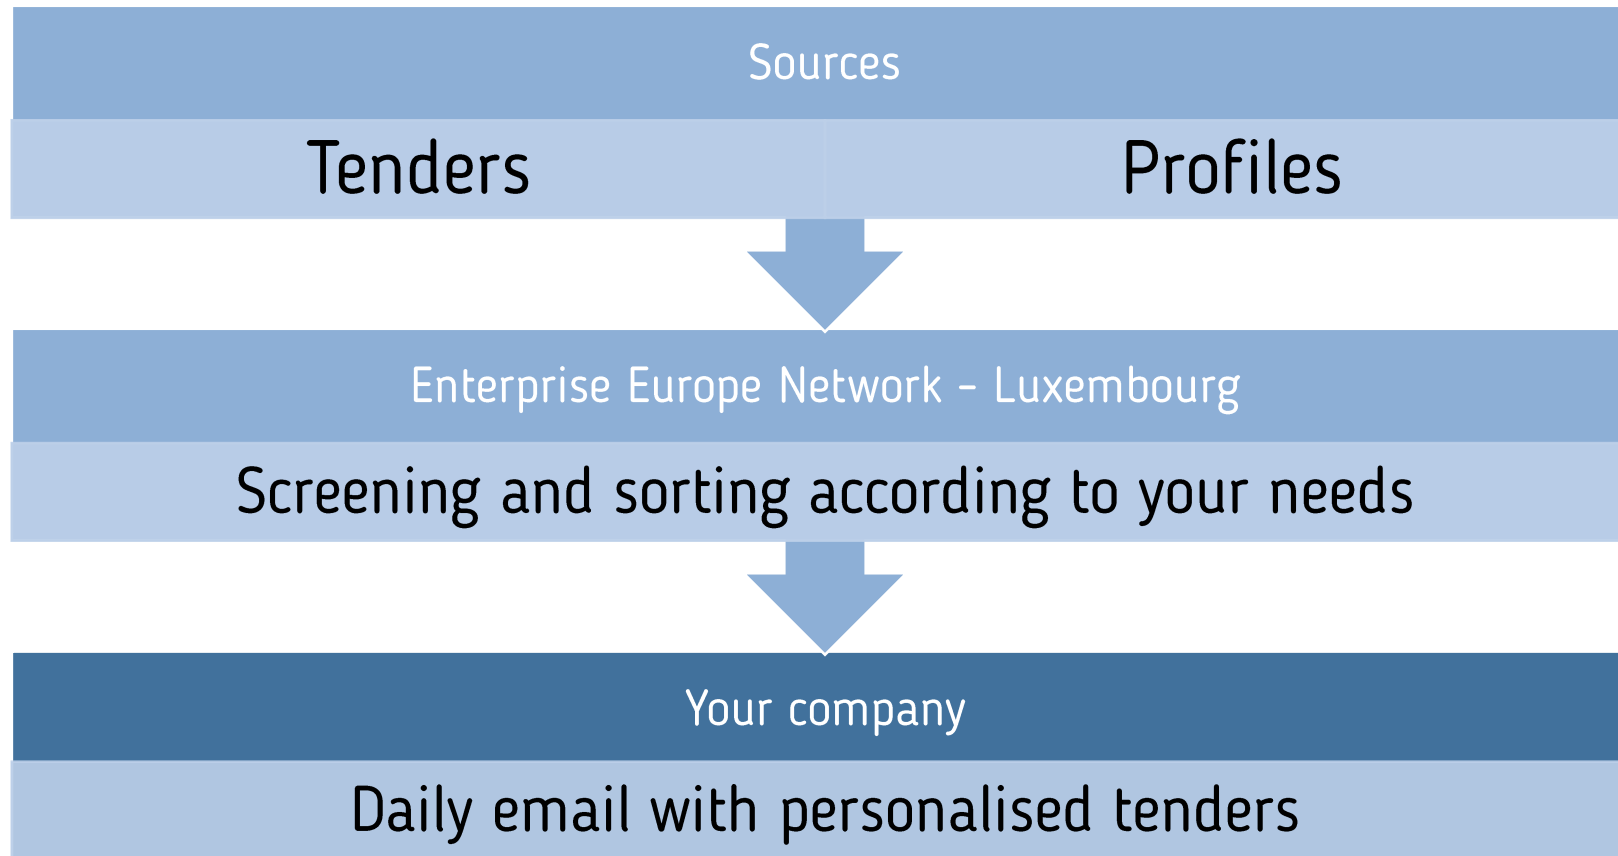 Sources
Tenders
Profiles
Enterprise Europe Network - Luxembourg
Screening and sorting according to your needs
Your company
Daily email with personalised tenders